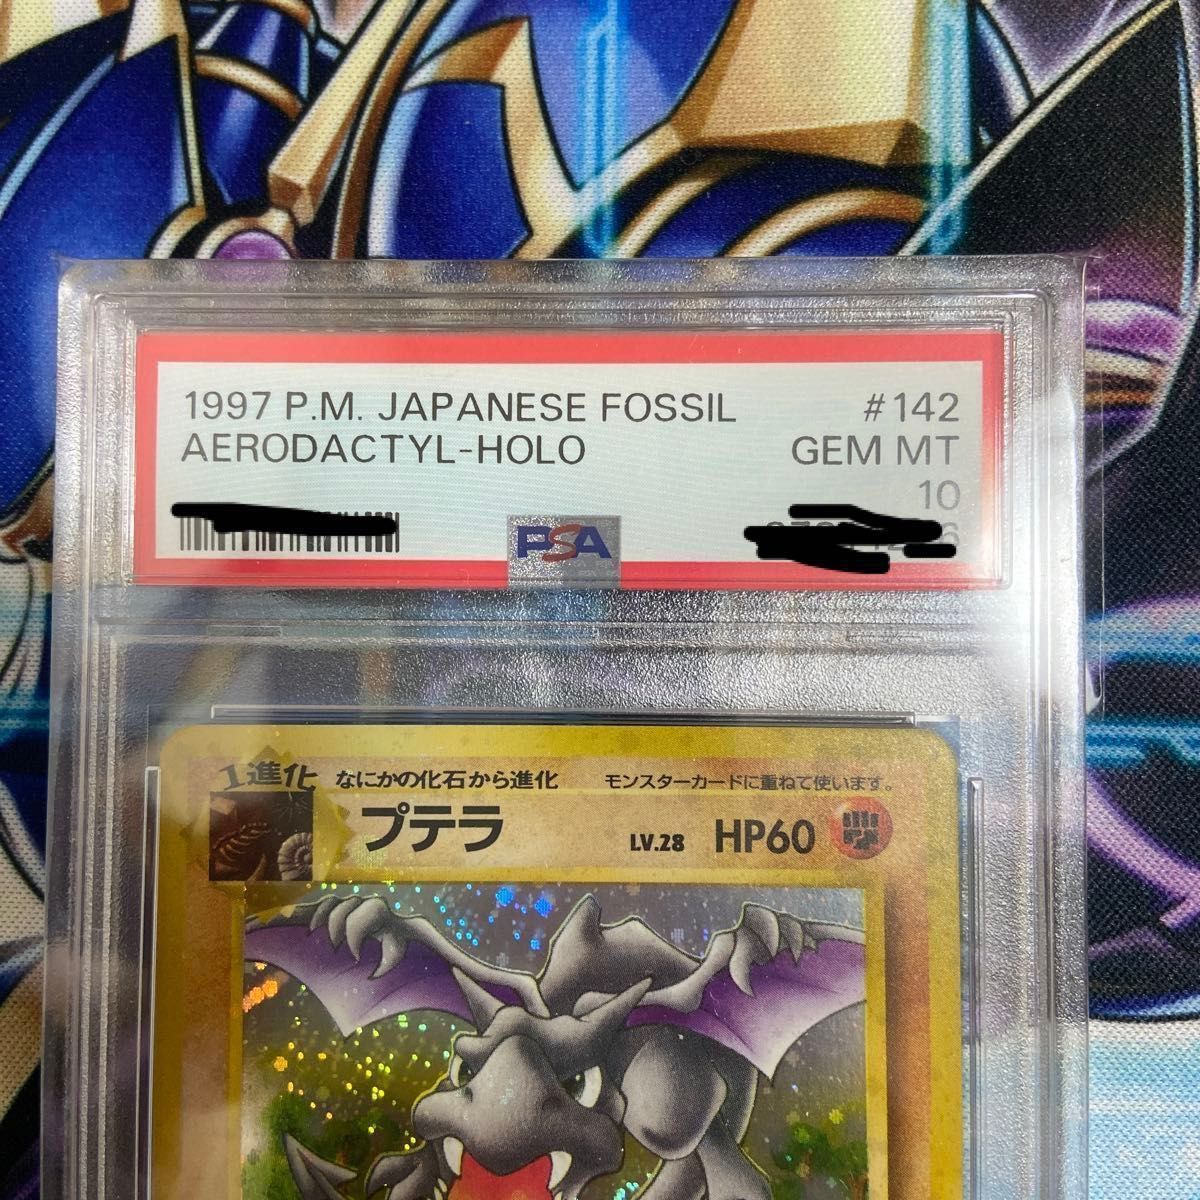 1997 P.M. JAPANESE FOSSIL #142
AERODACTYL-HOLO GEM MT
10
PSA
1進化 なにかの化石から進化 モンスターカードに重ねて使います。
プテラ LV.28 HP60